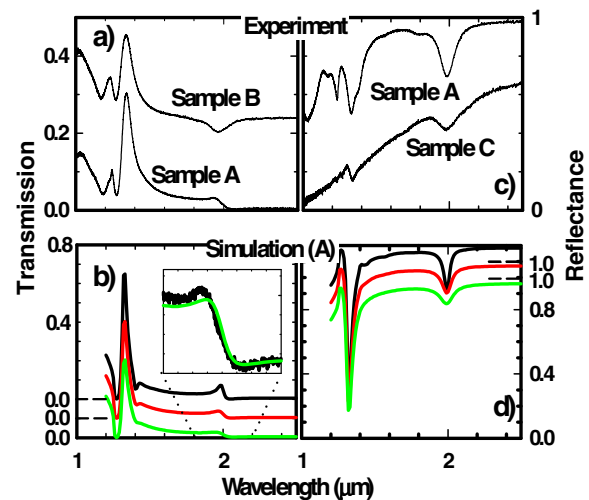 a) Experiment
Sample B
Sample A
0.4
0.2
0.0
Transmission
1
Sample A
Sample C
c)
0
Reflectance
Simulation (A)
b)
0.8
0.4
0.0
0.0
0.0
1.0
1.0
0.8
0.4
0.0
d)
1 2 1 2
Wavelength (μm)